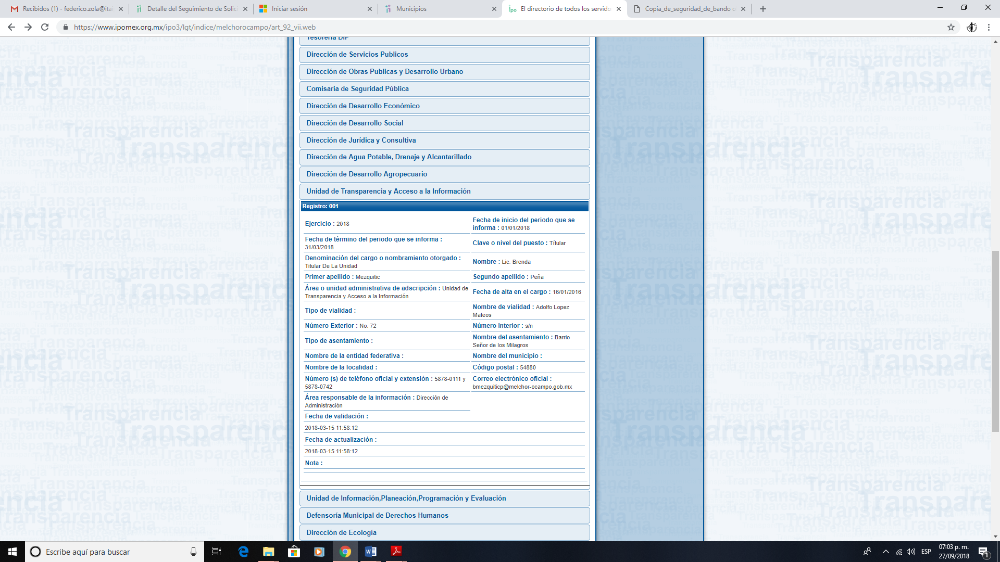 Recibidos (1) - federico.zola@itai
Detalle del Seguimiento de Solici
Iniciar sesión
Municipios
El directorio de todos los servido
Copia_de_seguridad_de_bando o
https://www.ipomex.org.mx/ipo3/lgt/indice/melchorocampo/art_92_vii.web
Tesorería DIF
Dirección de Servicios Publicos
Dirección de Obras Publicas y Desarrollo Urbano
Comisaria de Seguridad Pública
Dirección de Desarrollo Económico
Dirección de Desarrollo Social
Dirección de Jurídica y Consultiva
Dirección de Agua Potable, Drenaje y Alcantarillado
Dirección de Desarrollo Agropecuario
Unidad de Transparencia y Acceso a la Información
Registro: 001
Ejercicio : 2018
Fecha de inicio del periodo que se
informa : 01/01/2018
Fecha de término del periodo que se informa :
31/03/2018
Clave o nivel del puesto : Títular
Denominación del cargo o nombramiento otorgado :
Titular De La Unidad
Nombre : Lic. Brenda
Primer apellido : Mezquitic
Segundo apellido : Peña
Área o unidad administrativa de adscripción : Unidad de
Transparencia y Acceso a la Información
Fecha de alta en el cargo : 16/01/2016
Tipo de vialidad :
Nombre de vialidad : Adolfo Lopez
Mateos
Número Exterior : No. 72
Número Interior : s/n
Tipo de asentamiento :
Nombre del asentamiento : Barrio
Señor de los Milagros
Nombre de la entidad federativa :
Nombre del municipio :
Nombre de la localidad :
Código postal : 54880
Número (s) de teléfono oficial y extensión : 5878-0111 y
5878-0742
Correo electrónico oficial :
bmezquiticp@melchor-ocampo.gob.mx
Área responsable de la información : Dirección de
Administración
Fecha de validación :
2018-03-15 11:58:12
Fecha de actualización :
2018-03-15 11:58:12
Nota :
Unidad de Información,Planeación,Programación y Evaluación
Defensoría Municipal de Derechos Humanos
Dirección de Ecología
Transparencia
Escribe aquí para buscar
ESP
07:03 p. m.
27/09/2018
1